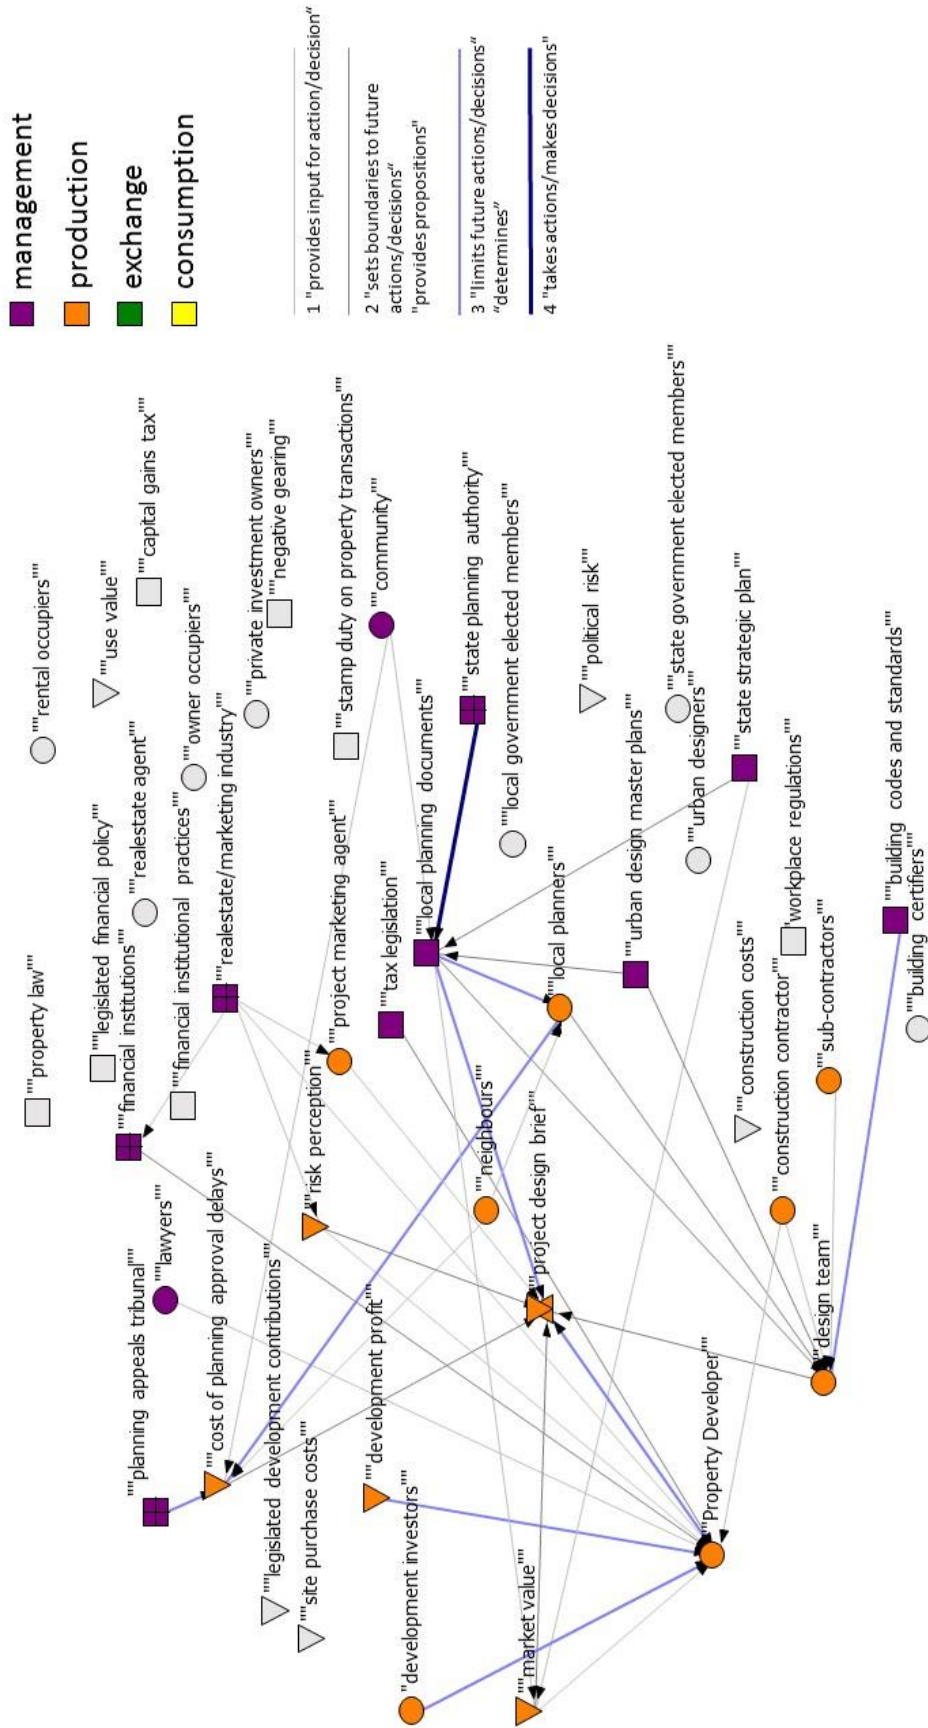 management
production
exchange
consumption
1 "provides input for action/decision"
2 "sets boundaries to future
actions/decisions"
"provides propositions"
3 "limits future actions/decisions"
"determines"
4 "takes actions/makes decisions"
""property law""
""rental occupiers""
""legislated financial policy""
""use value""
""financial institutions""
""realestate agent""
""capital gains tax""
""planning appeals tribunal""
""lawyers""
""financial institutional practices""
""owner occupiers""
""cost of planning approval delays""
""realestate/marketing industry""
""private investment owners""
""negative gearing""
""legislated development contributions""
""site purchase costs""
""risk perception""
""project marketing agent""
""stamp duty on property transactions""
""development profit""
""tax legislation""
""community""
"development investors""
""local planning documents""
""state planning authority""
""neighbours""
""local government elected members""
""market value""
""project design brief""
""local planners""
""political risk""
""urban design master plans""
""state government elected members""
""urban designers""
""Property Developer""
""construction costs""
""state strategic plan""
""construction contractor""
""workplace regulations""
""design team""
""sub-contractors""
""building codes and standards""
""building certifiers""